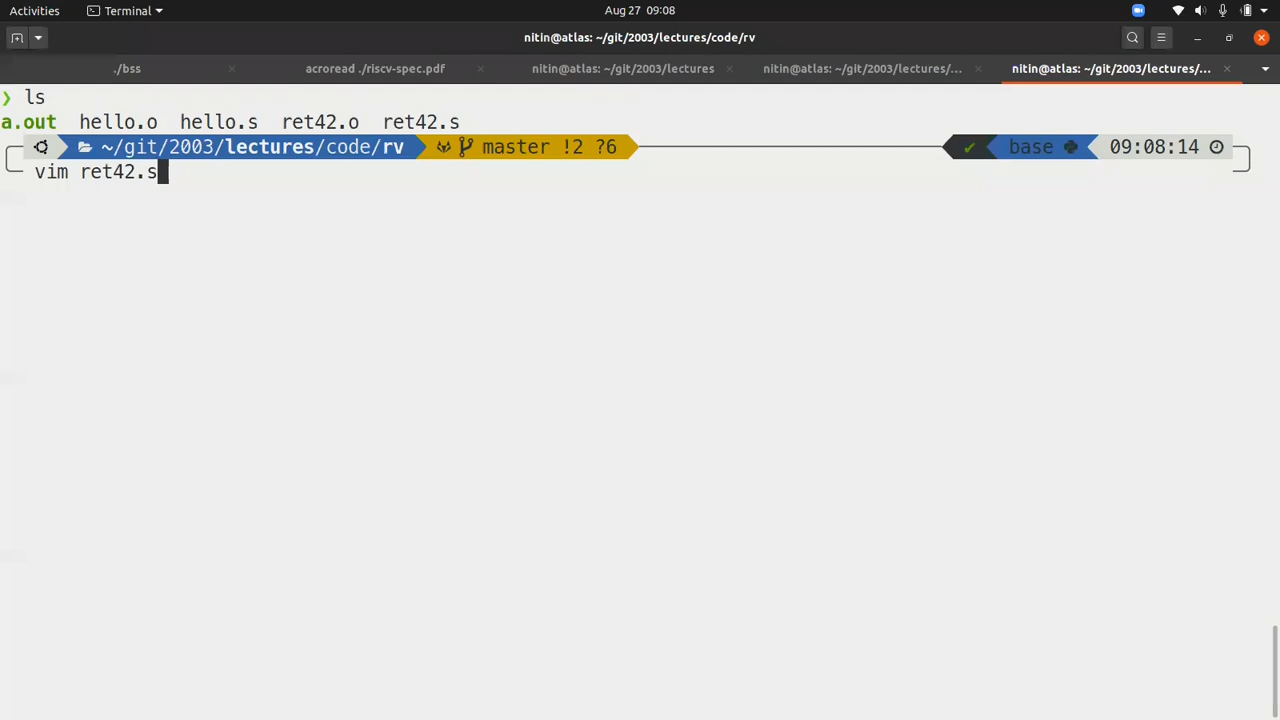 Activities Terminal Aug 27 09:08
nitin@atlas: ~/git/2003/lectures/code/rv
./bss acroread ./riscv-spec.pdf nitin@atlas: ~/git/2003/lectures nitin@atlas: ~/git/2003/lectures/... nitin@atlas: ~/git/2003/lectures/...
❯ ls
a.out hello.o hello.s ret42.o ret42.s
~/git/2003/lectures/code/rv master !2 ?6 ✔ base 09:08:14
vim ret42.s